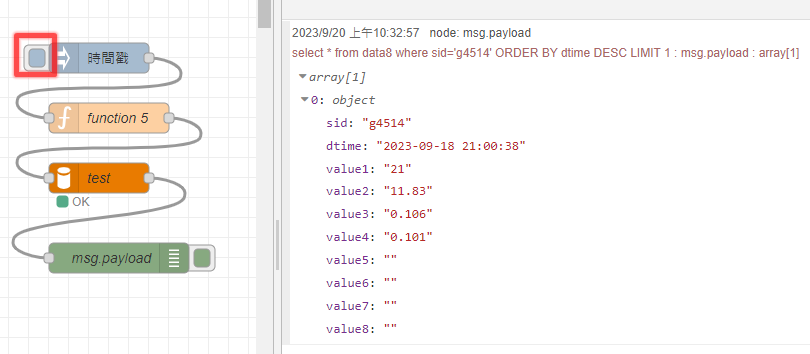 時間戳
function 5
test
OK
msg.payload
2023/9/20 上午10:32:57 node: msg.payload
select * from data8 where sid='g4514' ORDER BY dtime DESC LIMIT 1 : msg.payload : array[1]
array[1]
0: object
sid: "g4514"
dtime: "2023-09-18 21:00:38"
value1: "21"
value2: "11.83"
value3: "0.106"
value4: "0.101"
value5: ""
value6: ""
value7: ""
value8: ""